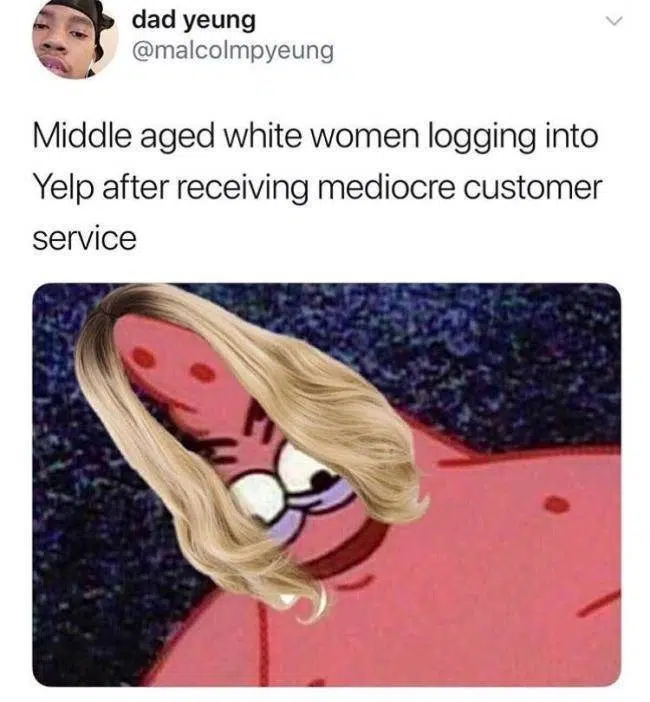 dad yeung
@malcolmpyeung
Middle aged white women logging into
Yelp after receiving mediocre customer
service